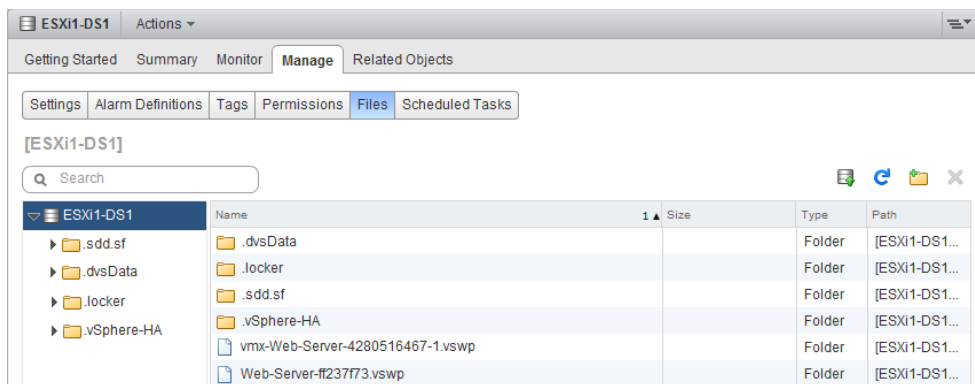 ESXi1-DS1 Actions
Getting Started Summary Monitor Manage Related Objects
Settings Alarm Definitions Tags Permissions Files Scheduled Tasks
[ESXi1-DS1]
Search
ESXi1-DS1
.sdd.sf
.dvsData
.locker
.vSphere-HA
Name 1 Size Type Path
.dvsData Folder [ESXi1-DS1...
.locker Folder [ESXi1-DS1...
.sdd.sf Folder [ESXi1-DS1...
.vSphere-HA Folder [ESXi1-DS1...
vmx-Web-Server-4280516467-1.vswp Folder [ESXi1-DS1...
Web-Server-ff237f73.vswp Folder [ESXi1-DS1...